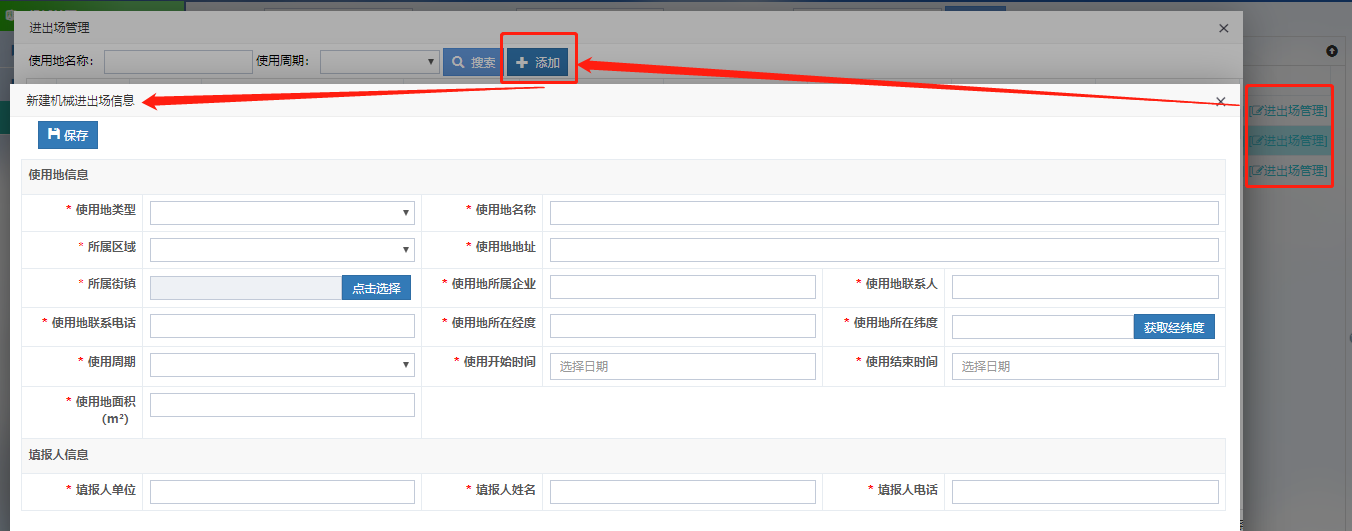 进出场管理
使用地名称: 使用周期: 搜索 添加
[进出场管理]
[进出场管理]
[进出场管理]
新建机械进出场信息
保存
使用地信息
* 使用地类型 * 使用地名称
* 所属区域 * 使用地地址
* 所属街镇 点击选择 * 使用地所属企业 * 使用地联系人
* 使用地联系电话 * 使用地所在经度 * 使用地所在纬度 获取经纬度
* 使用周期 * 使用开始时间 选择日期 * 使用结束时间 选择日期
* 使用地面积
（m²）
填报人信息
* 填报人单位 * 填报人姓名 * 填报人电话